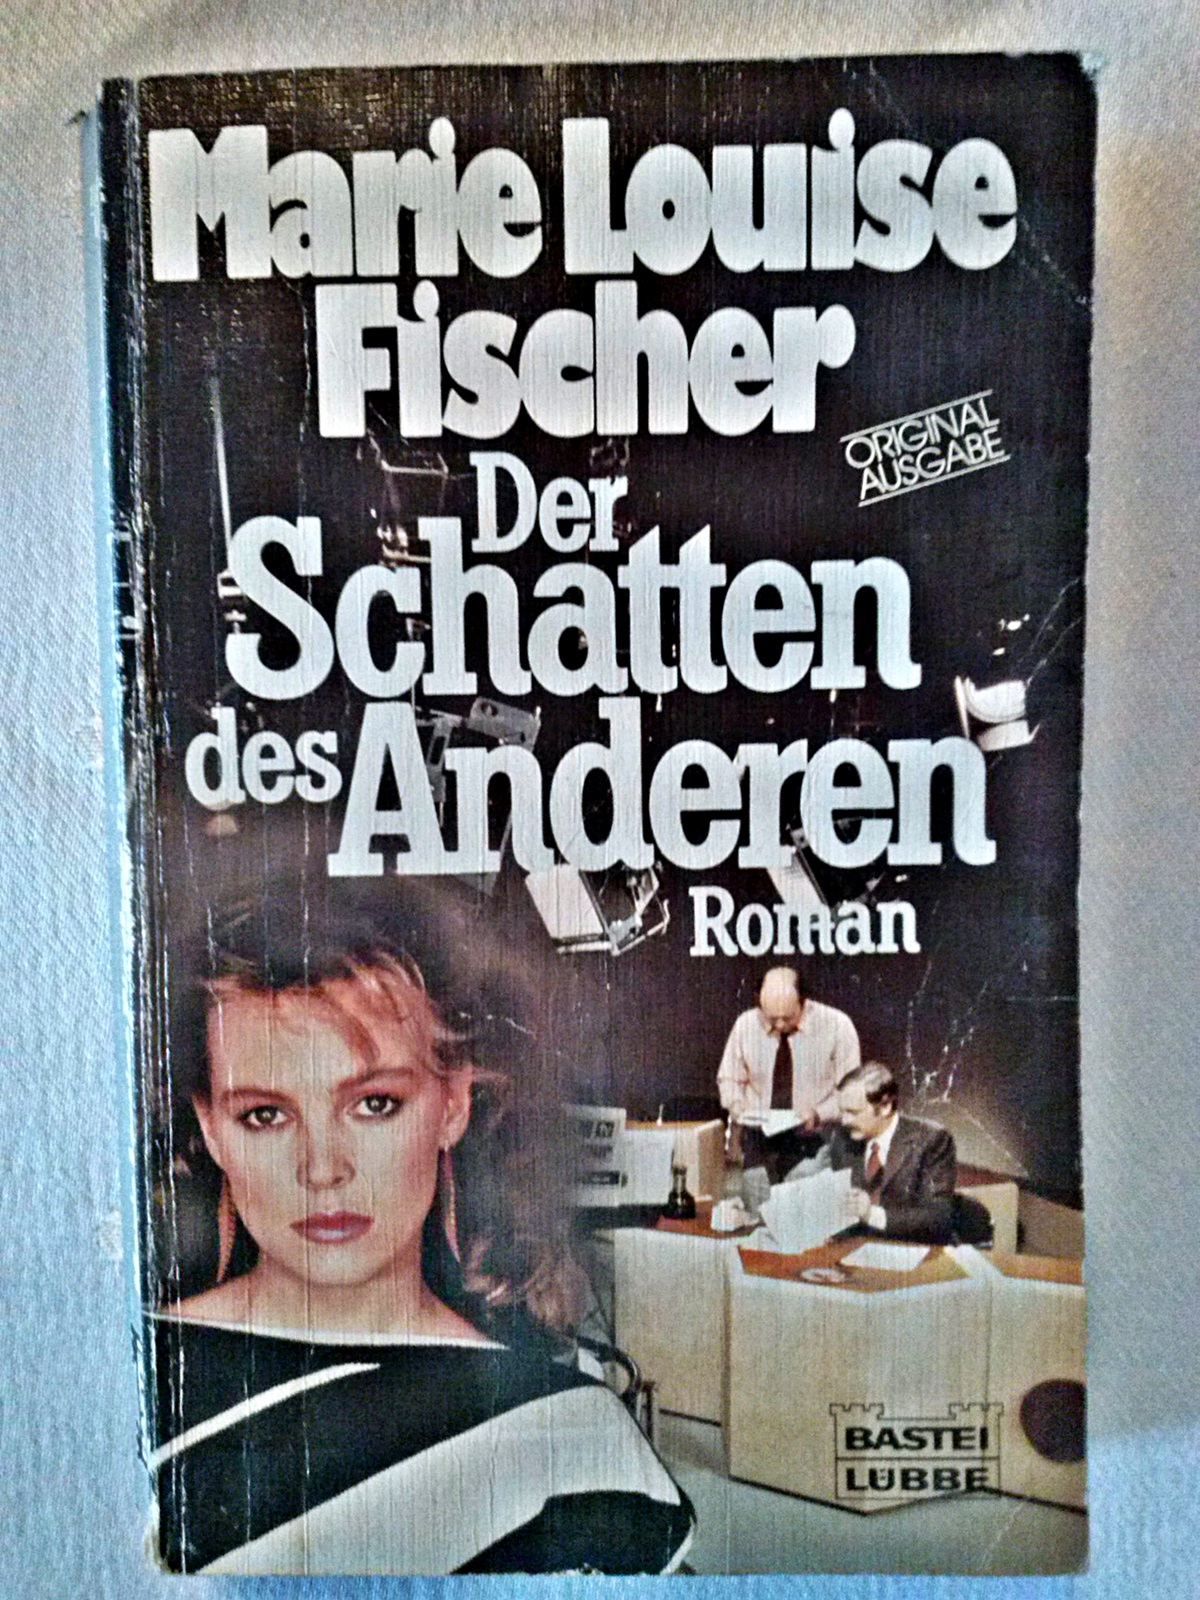 Marie Louise
Fischer
ORIGINAL
AUSGABE
Der
Schatten
des Anderen
Roman
BASTEI
LÜBBE